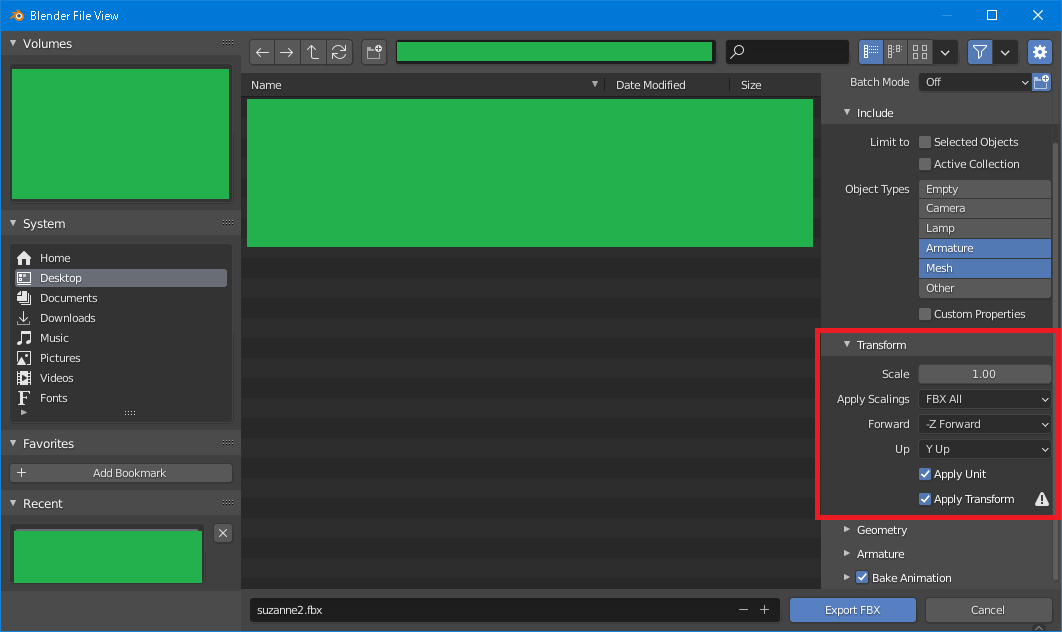 Blender File View
Volumes
System
Home
Desktop
Documents
Downloads
Music
Pictures
Videos
Fonts
Favorites
Add Bookmark
Recent
Name
Date Modified
Size
Batch Mode Off
Include
Limit to Selected Objects
Active Collection
Object Types Empty
Camera
Lamp
Armature
Mesh
Other
Custom Properties
Transform
Scale 1.00
Apply Scalings FBX All
Forward -Z Forward
Up Y Up
Apply Unit
Apply Transform
Geometry
Armature
Bake Animation
suzanne2.fbx
Export FBX
Cancel